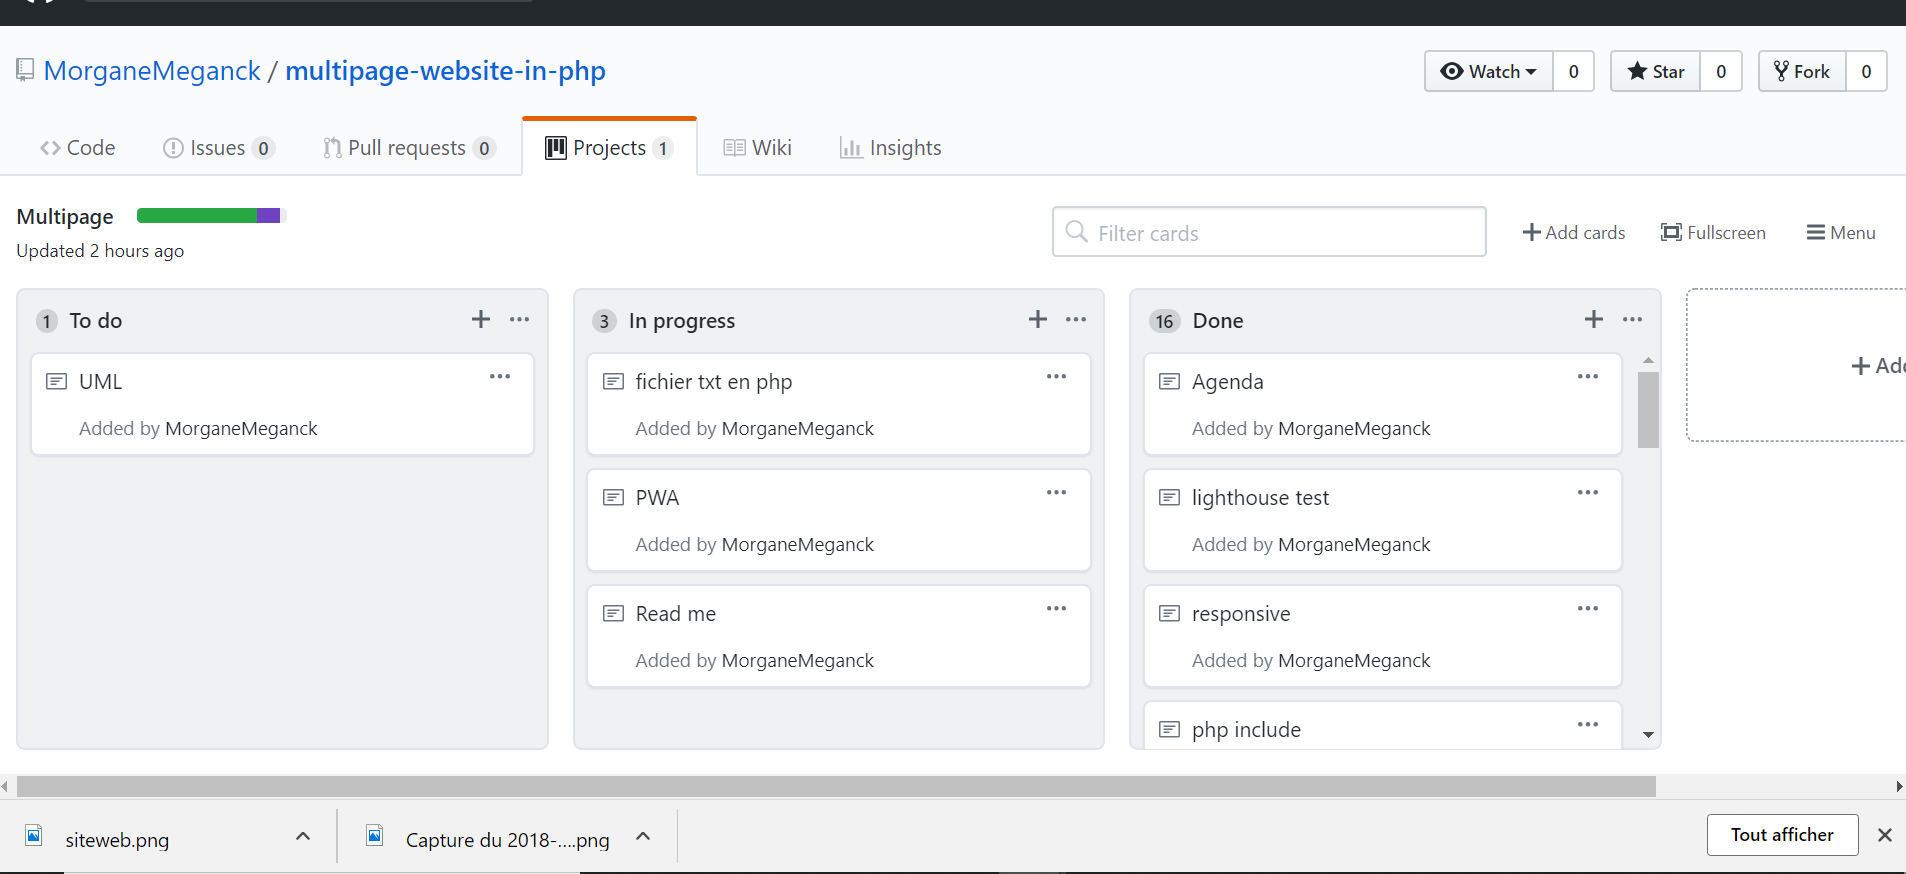 MorganeMeganck / multipage-website-in-php
Watch 0 Star 0 Fork 0
Code Issues 0 Pull requests 0 Projects 1 Wiki Insights
Multipage
Updated 2 hours ago
Filter cards
Add cards Fullscreen Menu
1 To do
UML
Added by MorganeMeganck
3 In progress
fichier txt en php
Added by MorganeMeganck
PWA
Added by MorganeMeganck
Read me
Added by MorganeMeganck
16 Done
Agenda
Added by MorganeMeganck
lighthouse test
Added by MorganeMeganck
responsive
Added by MorganeMeganck
php include
siteweb.png
Capture du 2018-....png
Tout afficher